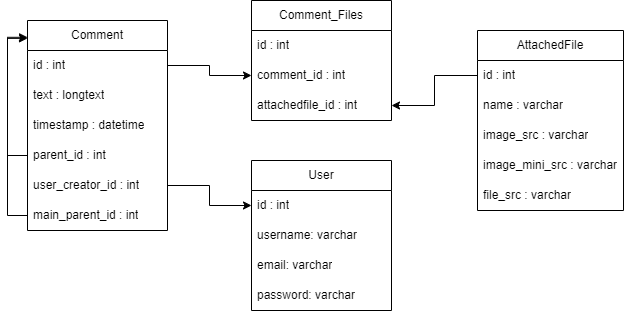 Comment
id : int
text : longtext
timestamp : datetime
parent_id : int
user_creator_id : int
main_parent_id : int
Comment_Files
id : int
comment_id : int
attachedfile_id : int
User
id : int
username: varchar
email: varchar
password: varchar
AttachedFile
id : int
name : varchar
image_src : varchar
image_mini_src : varchar
file_src : varchar